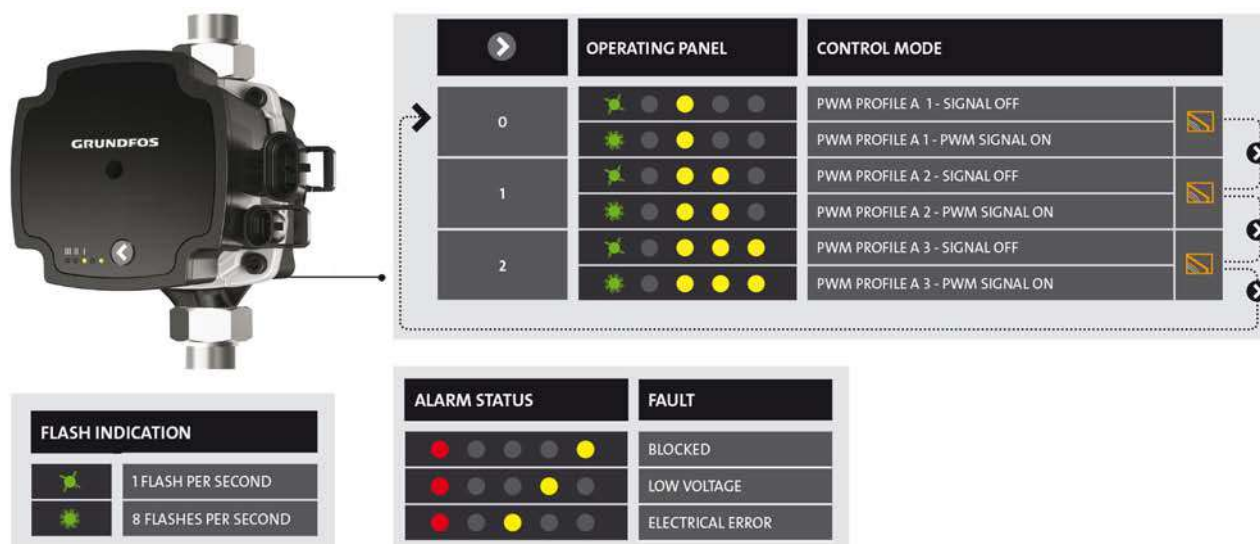 GRUNDFOS
III II I
OPERATING PANEL CONTROL MODE
0
PWM PROFILE A 1 - SIGNAL OFF
PWM PROFILE A 1 - PWM SIGNAL ON
1
PWM PROFILE A 2 - SIGNAL OFF
PWM PROFILE A 2 - PWM SIGNAL ON
2
PWM PROFILE A 3 - SIGNAL OFF
PWM PROFILE A 3 - PWM SIGNAL ON
FLASH INDICATION
1 FLASH PER SECOND
8 FLASHES PER SECOND
ALARM STATUS FAULT
BLOCKED
LOW VOLTAGE
ELECTRICAL ERROR